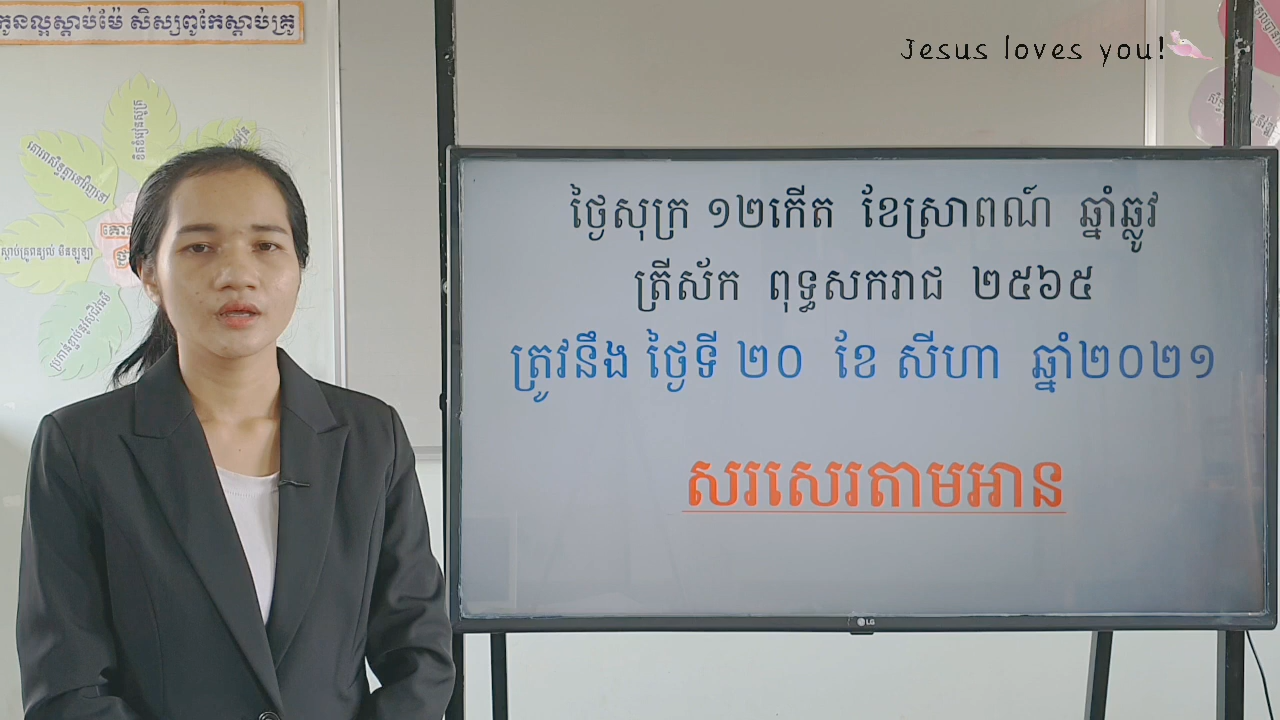 កូនល្អស្តាប់ម៉ែ សិស្សពូកែស្តាប់គ្រូ
Jesus loves you!
ថ្ងៃសុក្រ ១២កើត ខែស្រាពណ៍ ឆ្នាំឆ្លូវ
ត្រីស័ក ពុទ្ធសករាជ ២៥៦៥
ត្រូវនឹង ថ្ងៃទី ២០ ខែ សីហា ឆ្នាំ២០២១
សរសេរតាមអាន
LG